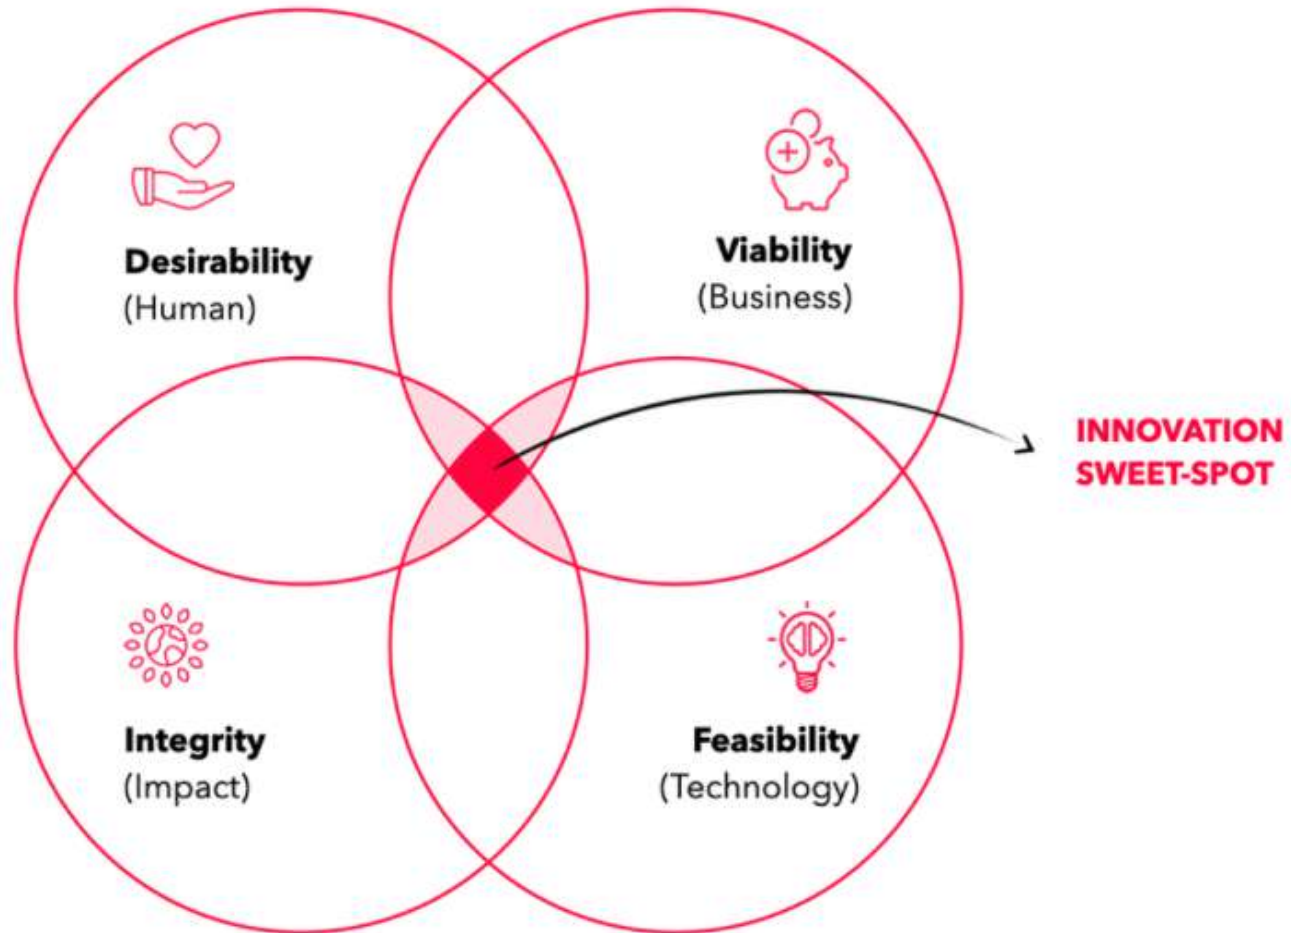 Desirability
(Human)
Viability
(Business)
INNOVATION
SWEET-SPOT
Integrity
(Impact)
Feasibility
(Technology)